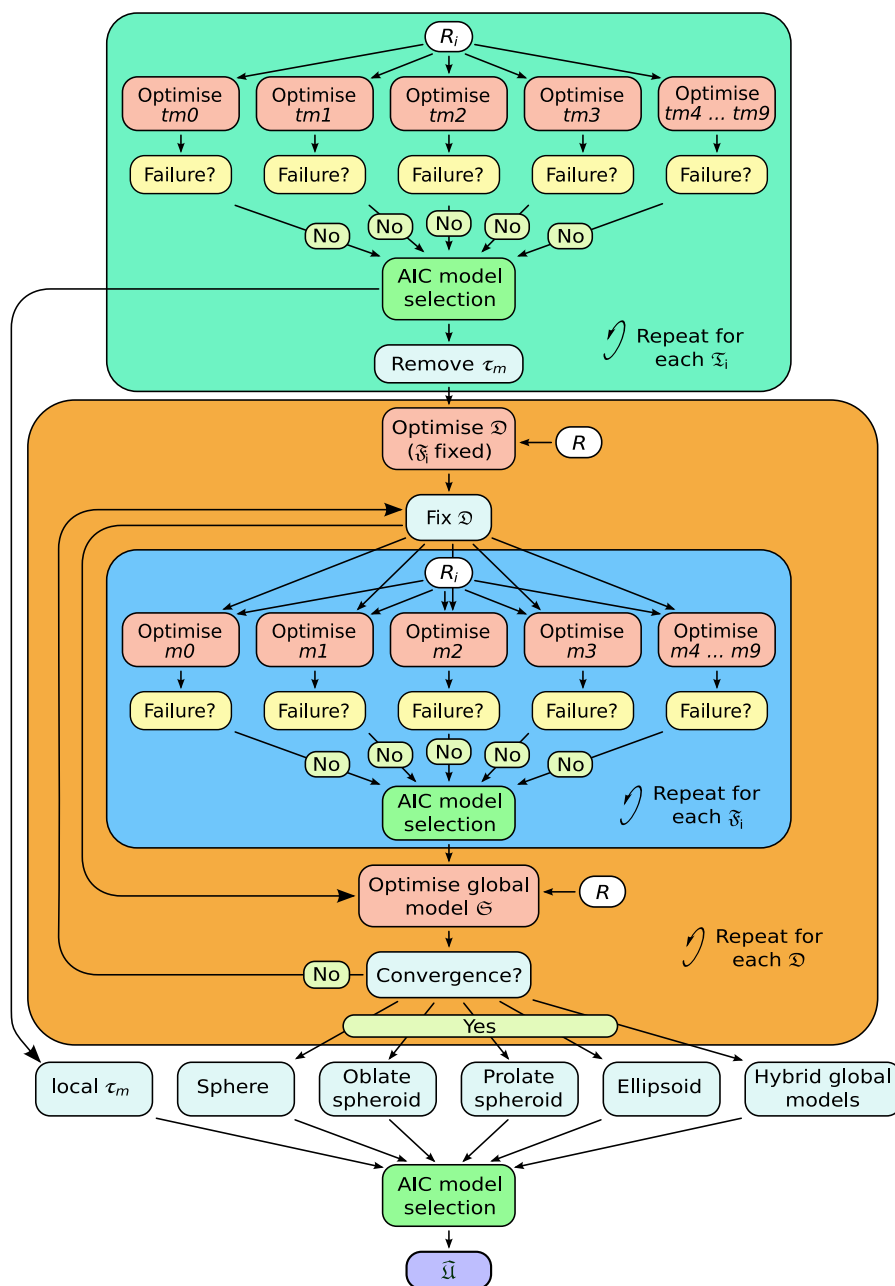 R_i
Optimise
tm0
Optimise
tm1
Optimise
tm2
Optimise
tm3
Optimise
tm4 ... tm9
Failure?
Failure?
Failure?
Failure?
Failure?
No
No
No
No
No
AIC model
selection
Repeat for
each 𝔗i
Remove τm
Optimise 𝔇
(𝔉i fixed)
R
Fix 𝔇
R_i
Optimise
m0
Optimise
m1
Optimise
m2
Optimise
m3
Optimise
m4 ... m9
Failure?
Failure?
Failure?
Failure?
Failure?
No
No
No
No
No
AIC model
selection
Repeat for
each 𝔉i
Optimise global
model 𝔖
R
Repeat for
each 𝔇
No
Convergence?
Yes
local τm
Sphere
Oblate
spheroid
Prolate
spheroid
Ellipsoid
Hybrid global
models
AIC model
selection
𝔘̂